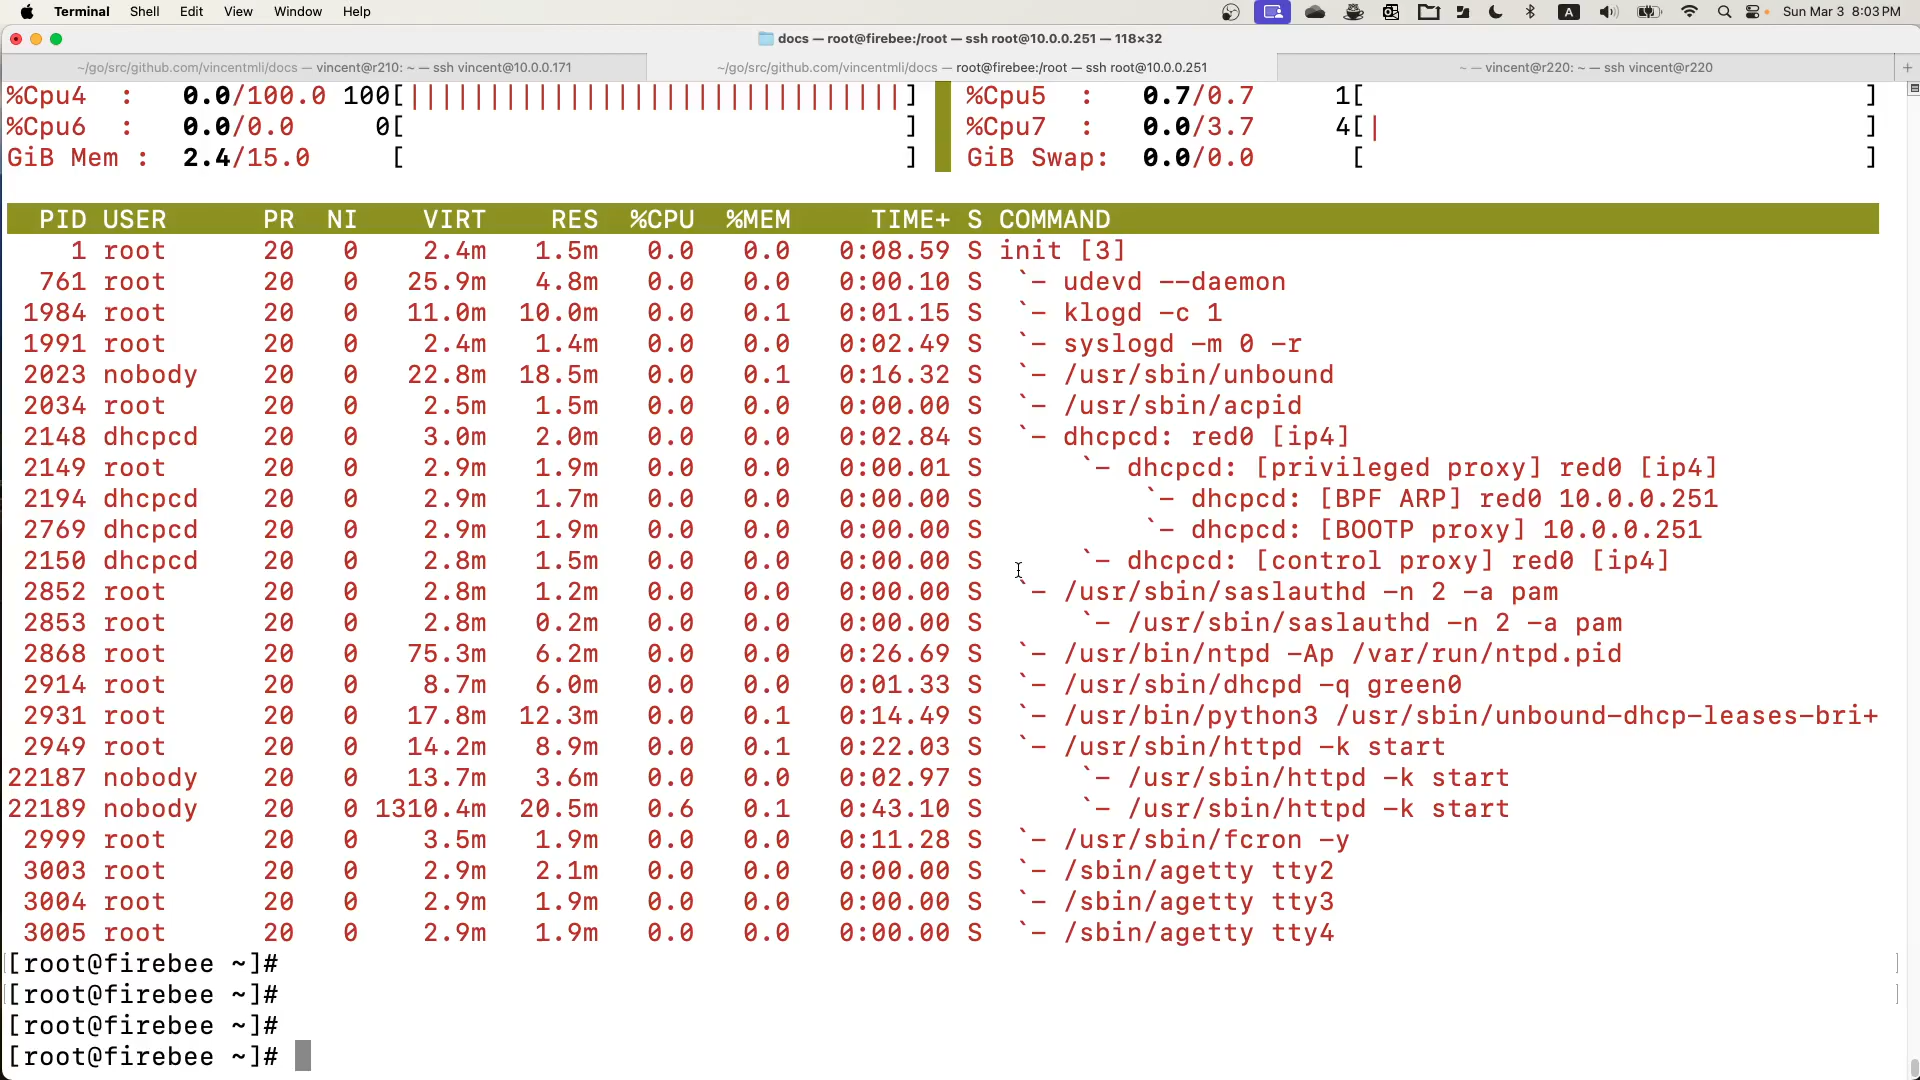 Terminal Shell Edit View Window Help A Sun Mar 3 8:03 PM
docs — root@firebee:/root — ssh root@10.0.0.251 — 118×32
~/go/src/github.com/vincentmli/docs — vincent@r210: ~ — ssh vincent@10.0.0.171 ~/go/src/github.com/vincentmli/docs — root@firebee:/root — ssh root@10.0.0.251 ~ — vincent@r220: ~ — ssh vincent@r220 +
%Cpu4 : 0.0/100.0 100[||||||||||||||||||||||||||||||] %Cpu5 : 0.7/0.7 1[ ]
%Cpu6 : 0.0/0.0 0[ ] %Cpu7 : 0.0/3.7 4[| ]
GiB Mem : 2.4/15.0 [ ] GiB Swap: 0.0/0.0 [ ]
PID USER PR NI VIRT RES %CPU %MEM TIME+ S COMMAND
1 root 20 0 2.4m 1.5m 0.0 0.0 0:08.59 S init [3]
761 root 20 0 25.9m 4.8m 0.0 0.0 0:00.10 S `- udevd --daemon
1984 root 20 0 11.0m 10.0m 0.0 0.1 0:01.15 S `- klogd -c 1
1991 root 20 0 2.4m 1.4m 0.0 0.0 0:02.49 S `- syslogd -m 0 -r
2023 nobody 20 0 22.8m 18.5m 0.0 0.1 0:16.32 S `- /usr/sbin/unbound
2034 root 20 0 2.5m 1.5m 0.0 0.0 0:00.00 S `- /usr/sbin/acpid
2148 dhcpcd 20 0 3.0m 2.0m 0.0 0.0 0:02.84 S `- dhcpcd: red0 [ip4]
2149 root 20 0 2.9m 1.9m 0.0 0.0 0:00.01 S `- dhcpcd: [privileged proxy] red0 [ip4]
2194 dhcpcd 20 0 2.9m 1.7m 0.0 0.0 0:00.00 S `- dhcpcd: [BPF ARP] red0 10.0.0.251
2769 dhcpcd 20 0 2.9m 1.9m 0.0 0.0 0:00.00 S `- dhcpcd: [BOOTP proxy] 10.0.0.251
2150 dhcpcd 20 0 2.8m 1.5m 0.0 0.0 0:00.00 S `- dhcpcd: [control proxy] red0 [ip4]
2852 root 20 0 2.8m 1.2m 0.0 0.0 0:00.00 S `- /usr/sbin/saslauthd -n 2 -a pam
2853 root 20 0 2.8m 0.2m 0.0 0.0 0:00.00 S `- /usr/sbin/saslauthd -n 2 -a pam
2868 root 20 0 75.3m 6.2m 0.0 0.0 0:26.69 S `- /usr/bin/ntpd -Ap /var/run/ntpd.pid
2914 root 20 0 8.7m 6.0m 0.0 0.0 0:01.33 S `- /usr/sbin/dhcpd -q green0
2931 root 20 0 17.8m 12.3m 0.0 0.1 0:14.49 S `- /usr/bin/python3 /usr/sbin/unbound-dhcp-leases-bri+
2949 root 20 0 14.2m 8.9m 0.0 0.1 0:22.03 S `- /usr/sbin/httpd -k start
22187 nobody 20 0 13.7m 3.6m 0.0 0.0 0:02.97 S `- /usr/sbin/httpd -k start
22189 nobody 20 0 1310.4m 20.5m 0.6 0.1 0:43.10 S `- /usr/sbin/httpd -k start
2999 root 20 0 3.5m 1.9m 0.0 0.0 0:11.28 S `- /usr/sbin/fcron -y
3003 root 20 0 2.9m 2.1m 0.0 0.0 0:00.00 S `- /sbin/agetty tty2
3004 root 20 0 2.9m 1.9m 0.0 0.0 0:00.00 S `- /sbin/agetty tty3
3005 root 20 0 2.9m 1.9m 0.0 0.0 0:00.00 S `- /sbin/agetty tty4
[root@firebee ~]#
[root@firebee ~]#
[root@firebee ~]#
[root@firebee ~]#